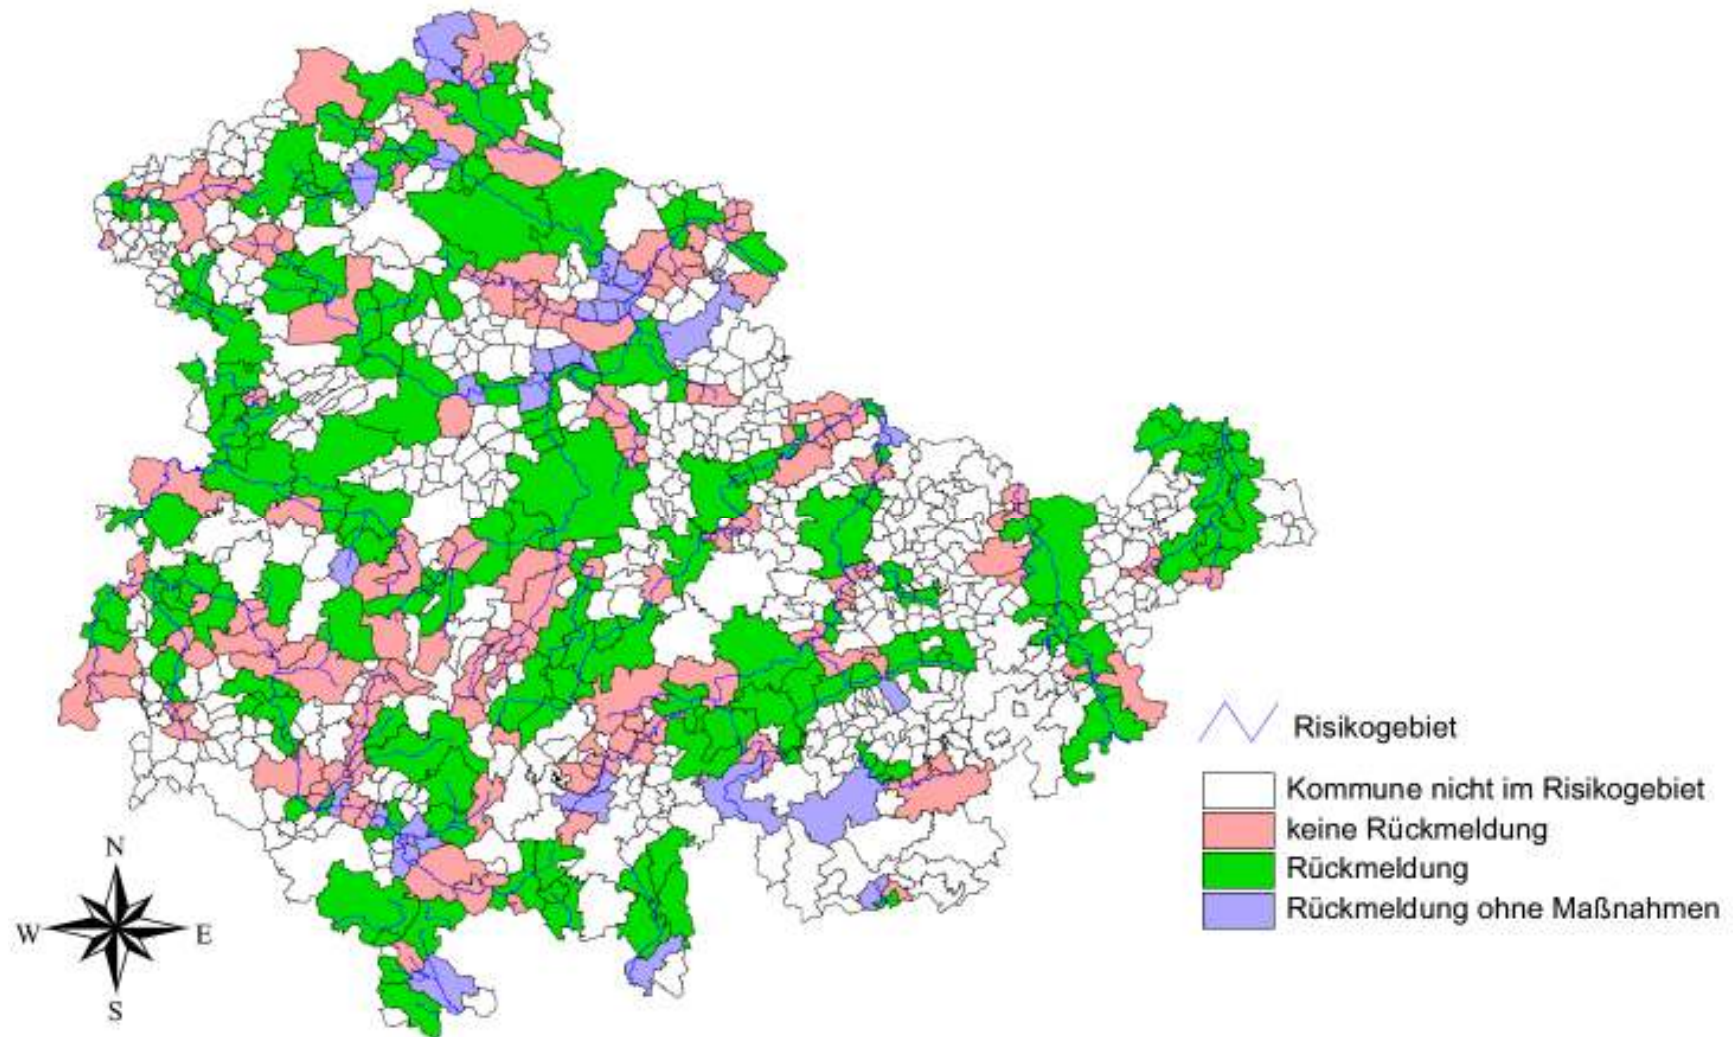 Risikogebiet
Kommune nicht im Risikogebiet
keine Rückmeldung
Rückmeldung
Rückmeldung ohne Maßnahmen
N
W E
S